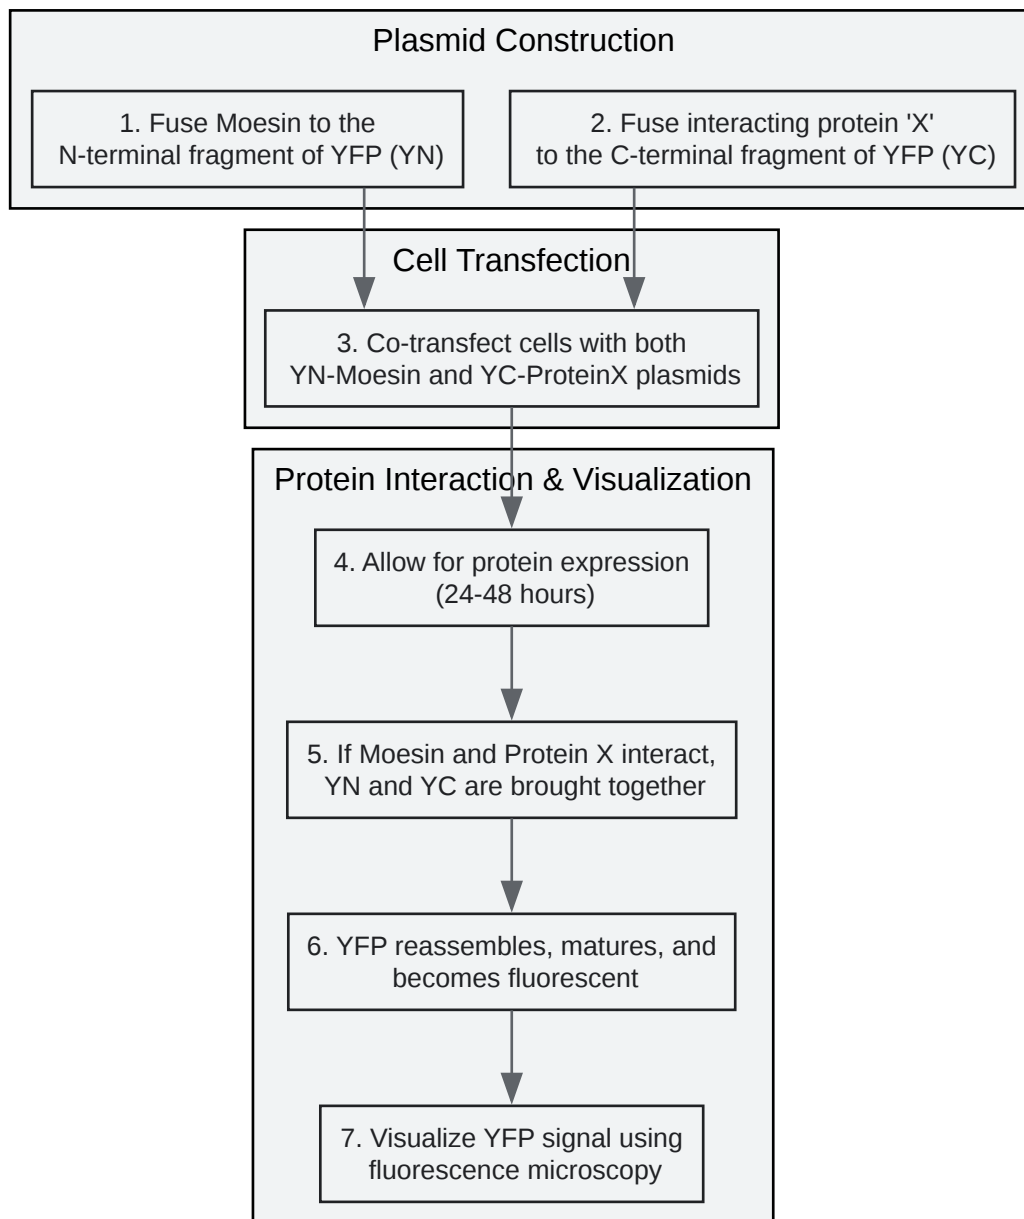 Plasmid Construction
1. Fuse Moesin to the
N-terminal fragment of YFP (YN)
2. Fuse interacting protein 'X'
to the C-terminal fragment of YFP (YC)
Cell Transfection
3. Co-transfect cells with both
YN-Moesin and YC-ProteinX plasmids
Protein Interaction & Visualization
4. Allow for protein expression
(24-48 hours)
5. If Moesin and Protein X interact,
YN and YC are brought together
6. YFP reassembles, matures, and
becomes fluorescent
7. Visualize YFP signal using
fluorescence microscopy